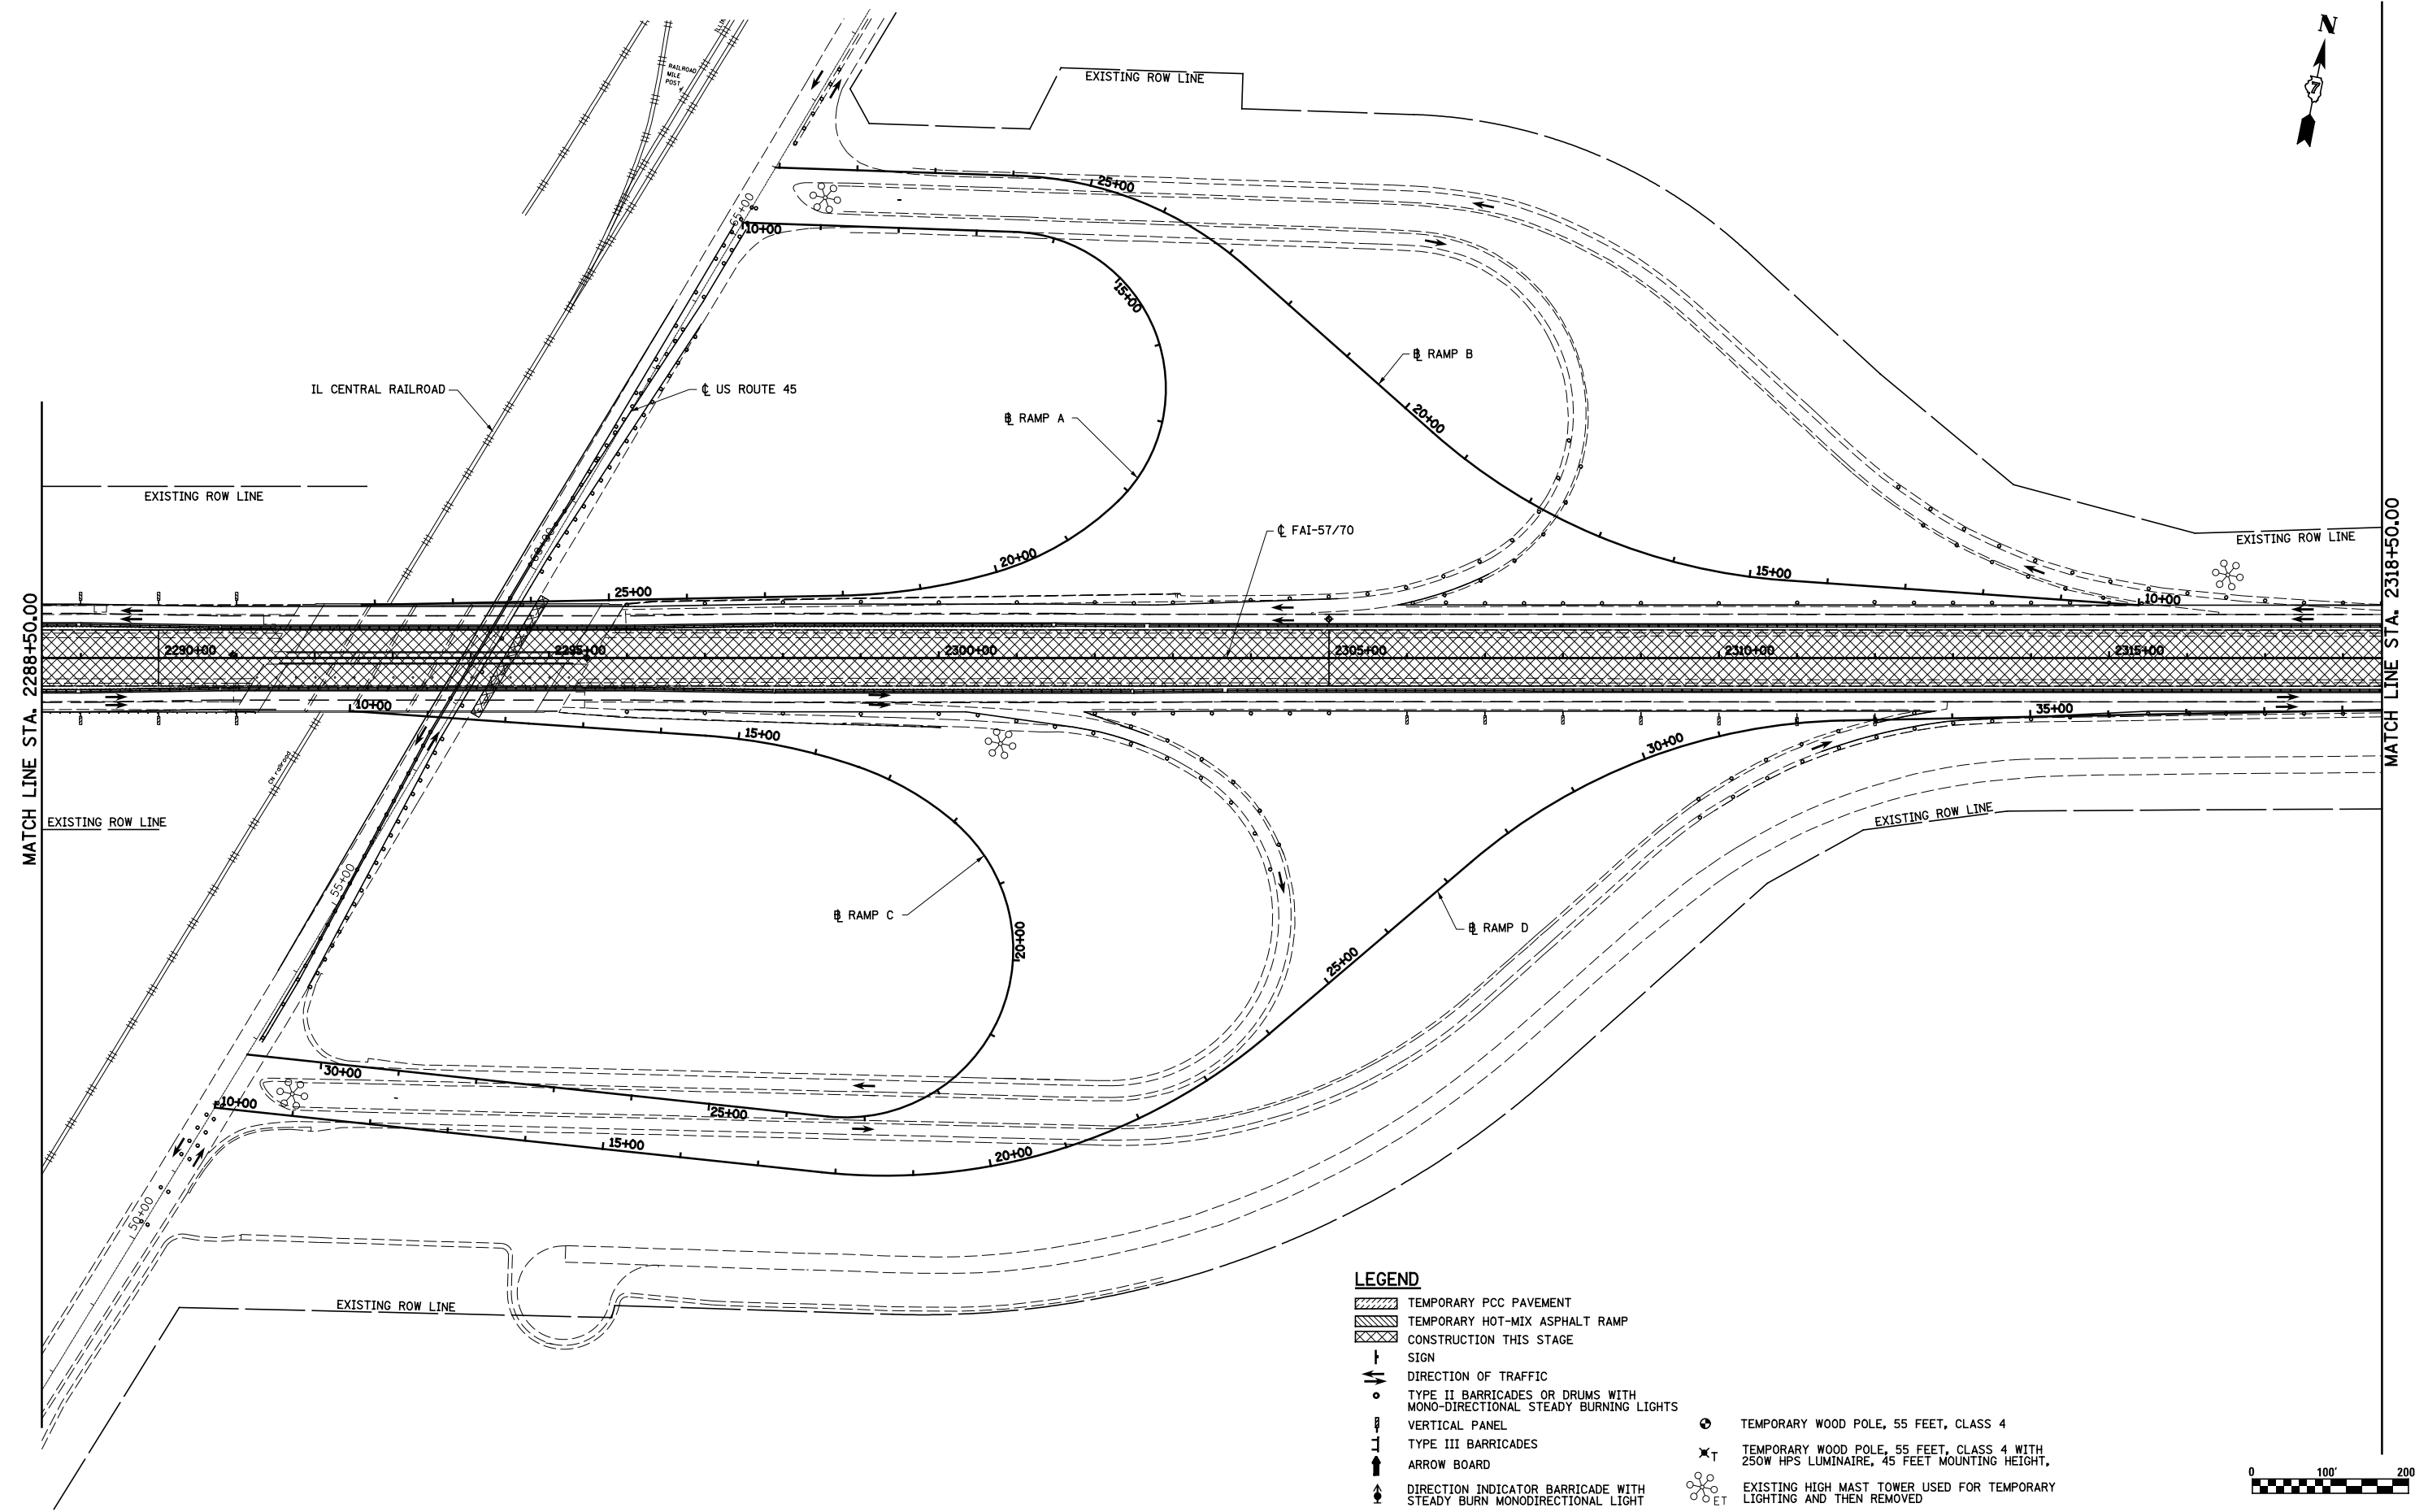 N
7
RAILROAD
MILE
POST
EXISTING ROW LINE
25+00
65+00
10+00
15+00
℄ RAMP B
IL CENTRAL RAILROAD
℄ US ROUTE 45
℄ RAMP A
20+00
EXISTING ROW LINE
℄ FAI-57/70
EXISTING ROW LINE
20+00
60+00
15+00
25+00
10+00
MATCH LINE STA. 2288+50.00
MATCH LINE STA. 2318+50.00
2290+00
2295+00
2300+00
2305+00
2310+00
2315+00
10+00
35+00
15+00
30+00
CN railroad
EXISTING ROW LINE
EXISTING ROW LINE
55+00
℄ RAMP C
℄ RAMP D
20+00
25+00
30+00
10+00
25+00
15+00
20+00
50+00
EXISTING ROW LINE
LEGEND
TEMPORARY PCC PAVEMENT
TEMPORARY HOT-MIX ASPHALT RAMP
CONSTRUCTION THIS STAGE
SIGN
DIRECTION OF TRAFFIC
TYPE II BARRICADES OR DRUMS WITH
MONO-DIRECTIONAL STEADY BURNING LIGHTS
VERTICAL PANEL
TYPE III BARRICADES
ARROW BOARD
DIRECTION INDICATOR BARRICADE WITH
STEADY BURN MONODIRECTIONAL LIGHT
TEMPORARY WOOD POLE, 55 FEET, CLASS 4
T
TEMPORARY WOOD POLE, 55 FEET, CLASS 4 WITH
250W HPS LUMINAIRE, 45 FEET MOUNTING HEIGHT,
ET
EXISTING HIGH MAST TOWER USED FOR TEMPORARY
LIGHTING AND THEN REMOVED
0 100' 200